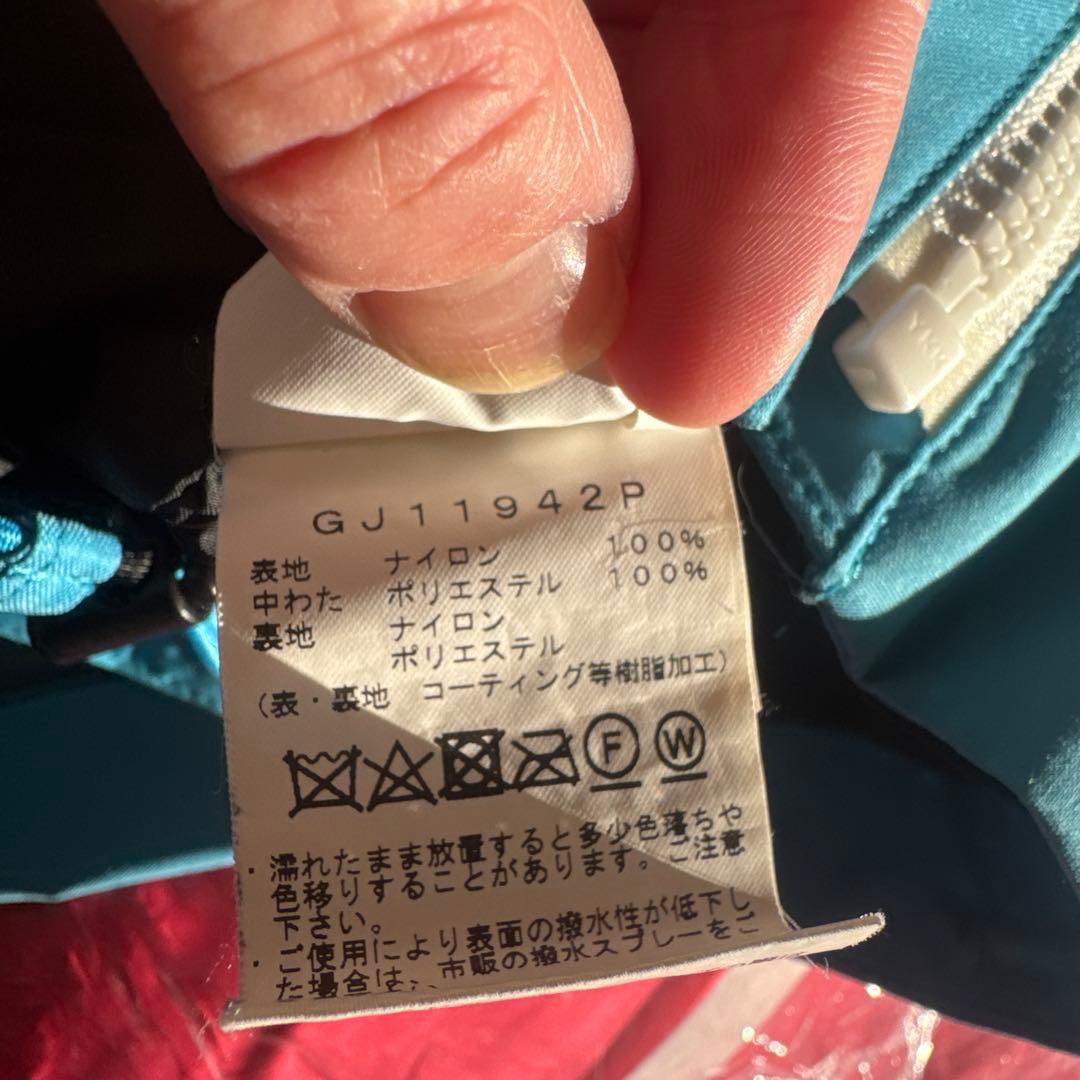 GJ11942P
表地 ナイロン 100%
中わた ポリエステル 100%
裏地 ナイロン
ポリエステル
(表・裏地 コーティング等樹脂加工)
F W
・濡れたまま放置すると多少色落ちや
色移りすることがあります。ご注意
下さい。
・ご使用により表面の撥水性が低下し
た場合は、市販の撥水スプレーをご
YKK